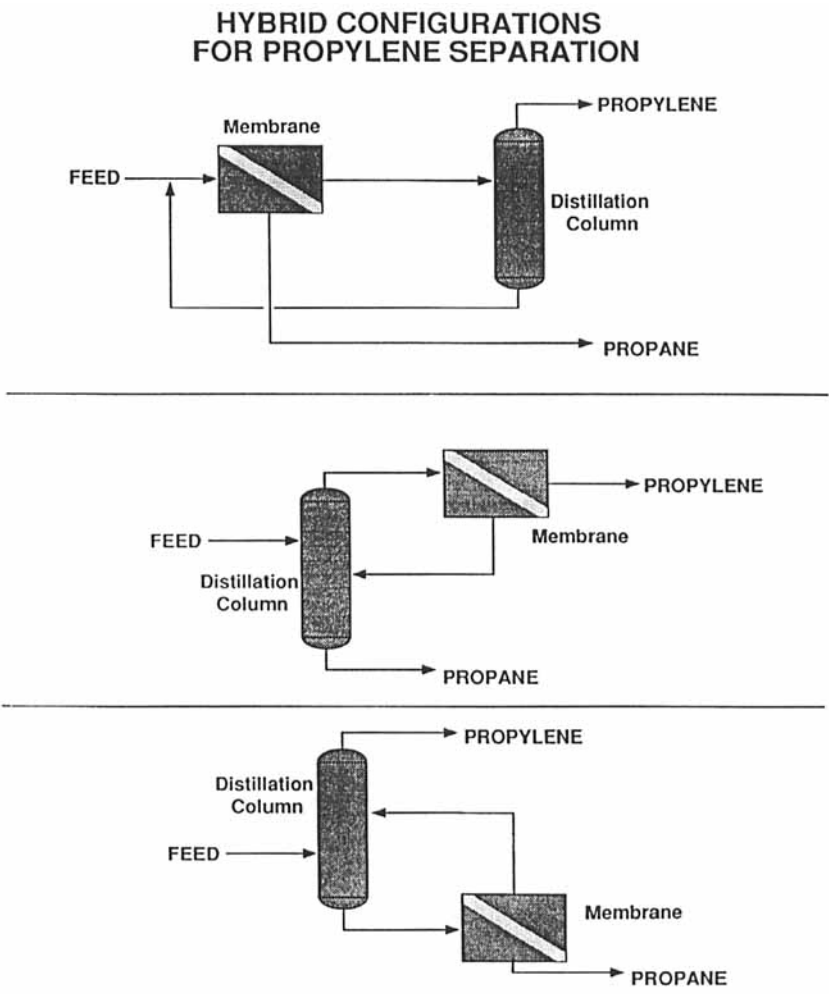 HYBRID CONFIGURATIONS
FOR PROPYLENE SEPARATION
PROPYLENE
Membrane
FEED
Distillation
Column
PROPANE
PROPYLENE
FEED
Membrane
Distillation
Column
PROPANE
PROPYLENE
Distillation
Column
FEED
Membrane
PROPANE